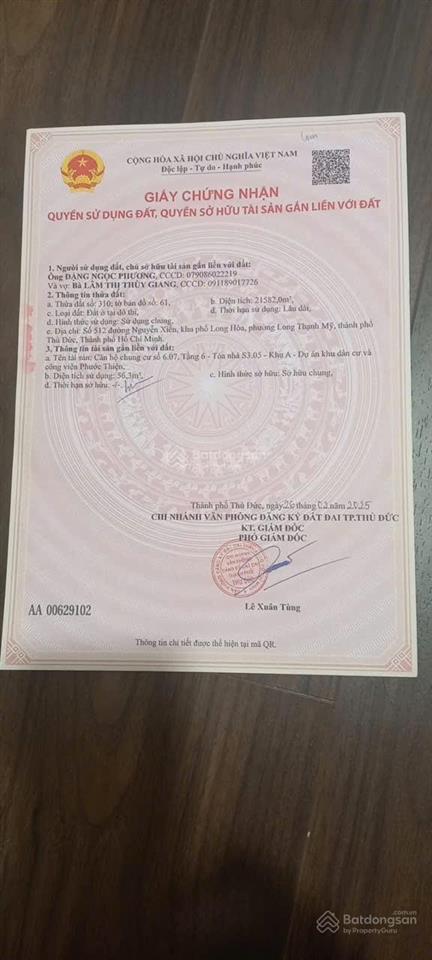 CỘNG HÒA XÃ HỘI CHỦ NGHĨA VIỆT NAM
Độc lập - Tự do - Hạnh phúc
GIẤY CHỨNG NHẬN
QUYỀN SỬ DỤNG ĐẤT, QUYỀN SỞ HỮU TÀI SẢN GẮN LIỀN VỚI ĐẤT
1. Người sử dụng đất, chủ sở hữu tài sản gắn liền với đất:
Ông ĐẶNG NGỌC PHƯƠNG, CCCD: 079086022219
Và vợ: Bà LÂM THỊ THÙY GIANG, CCCD: 091189017726
2. Thông tin thửa đất:
a. Thửa đất số: 310; tờ bản đồ số: 61, b. Diện tích: 21582,0m²,
c. Loại đất: Đất ở tại đô thị, d. Thời hạn sử dụng: Lâu dài,
đ. Hình thức sử dụng: Sử dụng chung,
e. Địa chỉ: Số 512 đường Nguyễn Xiển, khu phố Long Hòa, phường Long Thạnh Mỹ, thành phố
Thủ Đức, Thành phố Hồ Chí Minh.
3. Thông tin tài sản gắn liền với đất:
a. Tên tài sản: Căn hộ chung cư số 6.07, Tầng 6 - Tòa nhà S3.05 – Khu A - Dự án khu dân cư và
công viên Phước Thiện,
b. Diện tích sử dụng: 56,3m², c. Hình thức sở hữu: Sở hữu chung,
d. Thời hạn sở hữu: -/-
Thành phố Thủ Đức, ngày 26 tháng 02 năm 2025
CHI NHÁNH VĂN PHÒNG ĐĂNG KÝ ĐẤT ĐAI TP.THỦ ĐỨC
KT. GIÁM ĐỐC
PHÓ GIÁM ĐỐC
AA 00629102
Lê Xuân Tùng
Thông tin chi tiết được thể hiện tại mã QR.
Batdongsan
Batdongsan.com.vn
by PropertyGuru